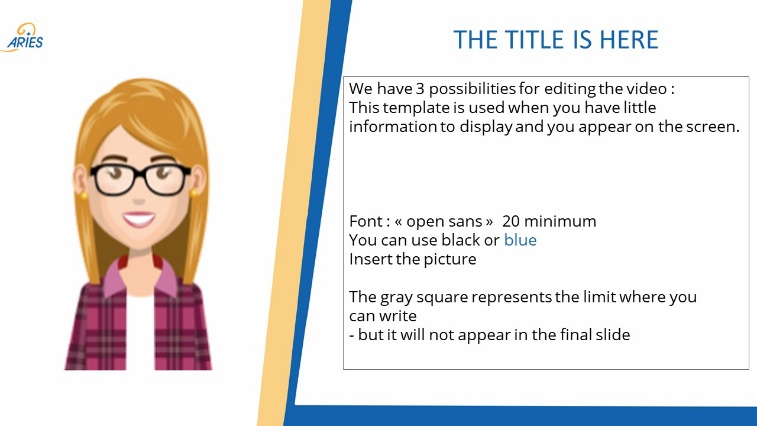 ARIES
THE TITLE IS HERE
We have 3 possibilities for editing the video :
This template is used when you have little
information to display and you appear on the screen.
Font : « open sans » 20 minimum
You can use black or blue
Insert the picture
The gray square represents the limit where you
can write
- but it will not appear in the final slide